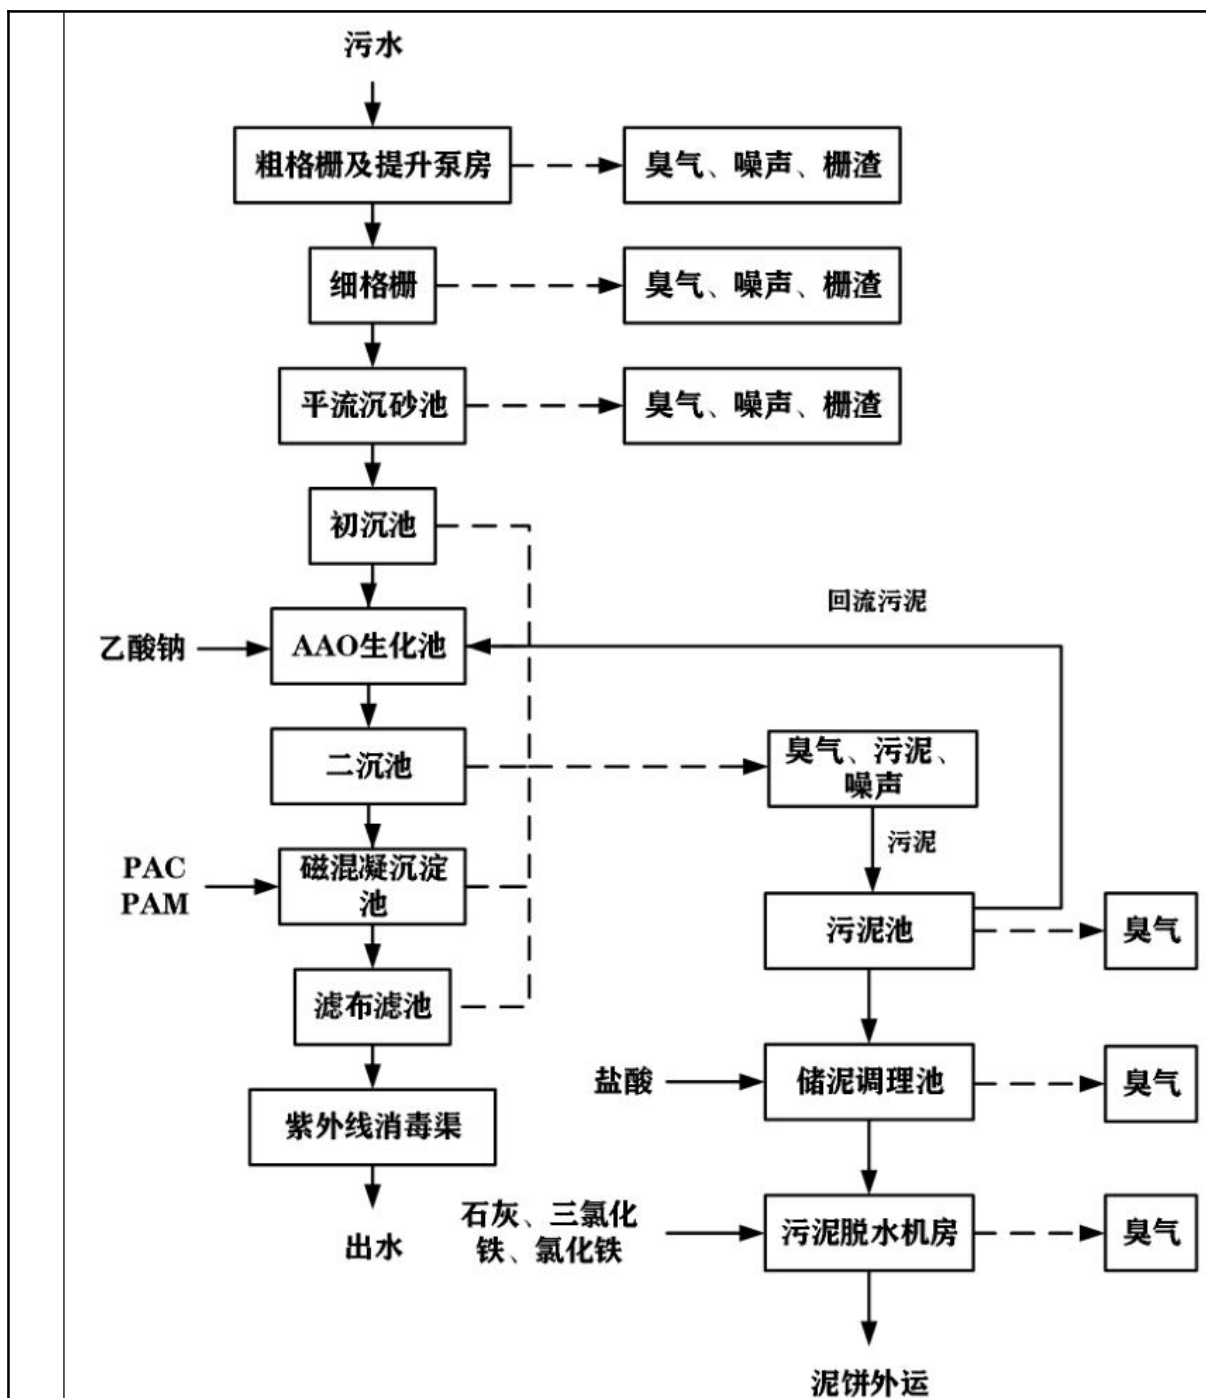 污水
粗格栅及提升泵房
臭气、噪声、栅渣
细格栅
臭气、噪声、栅渣
平流沉砂池
臭气、噪声、栅渣
初沉池
回流污泥
乙酸钠
AAO生化池
二沉池
臭气、污泥、
噪声
污泥
PAC
PAM
磁混凝沉淀
池
污泥池
臭气
滤布滤池
盐酸
储泥调理池
臭气
紫外线消毒渠
石灰、三氯化
铁、氯化铁
污泥脱水机房
臭气
出水
泥饼外运